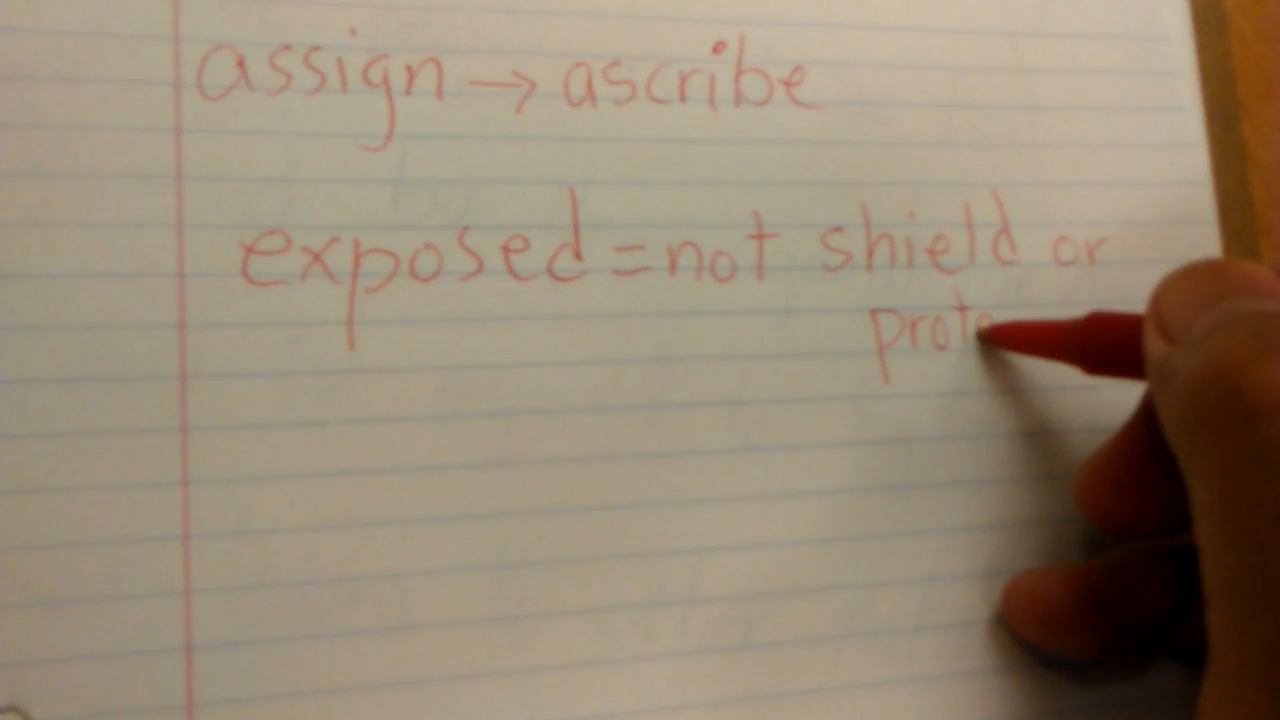 assign → ascribe
exposed = not shield or
prote